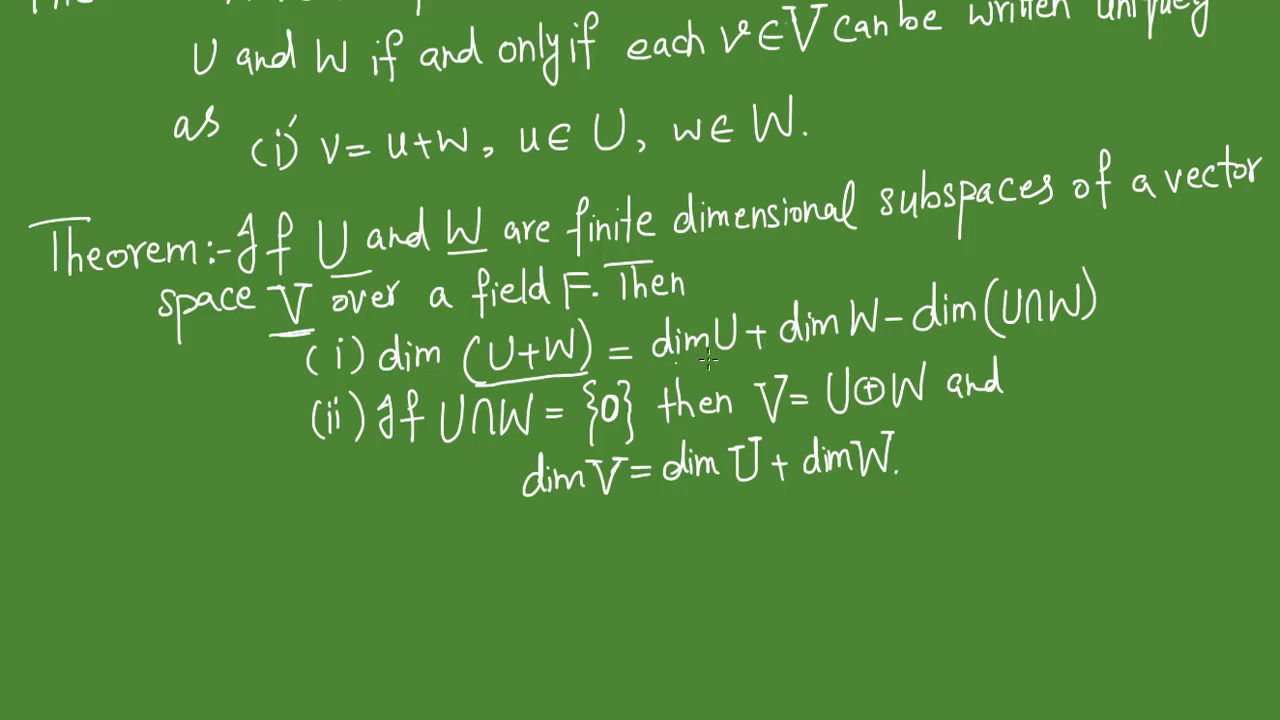 U and W if and only if each v∈V can be written
as (i) v = u+w, u∈U, w∈W.
Theorem:- If U and W are finite dimensional subspaces of a vector
space V over a field F. Then
(i) dim (U+W) = dim U + dim W - dim (U∩W)
(ii) If U∩W = {0} then V = U⊕W and
dim V = dim U + dim W.